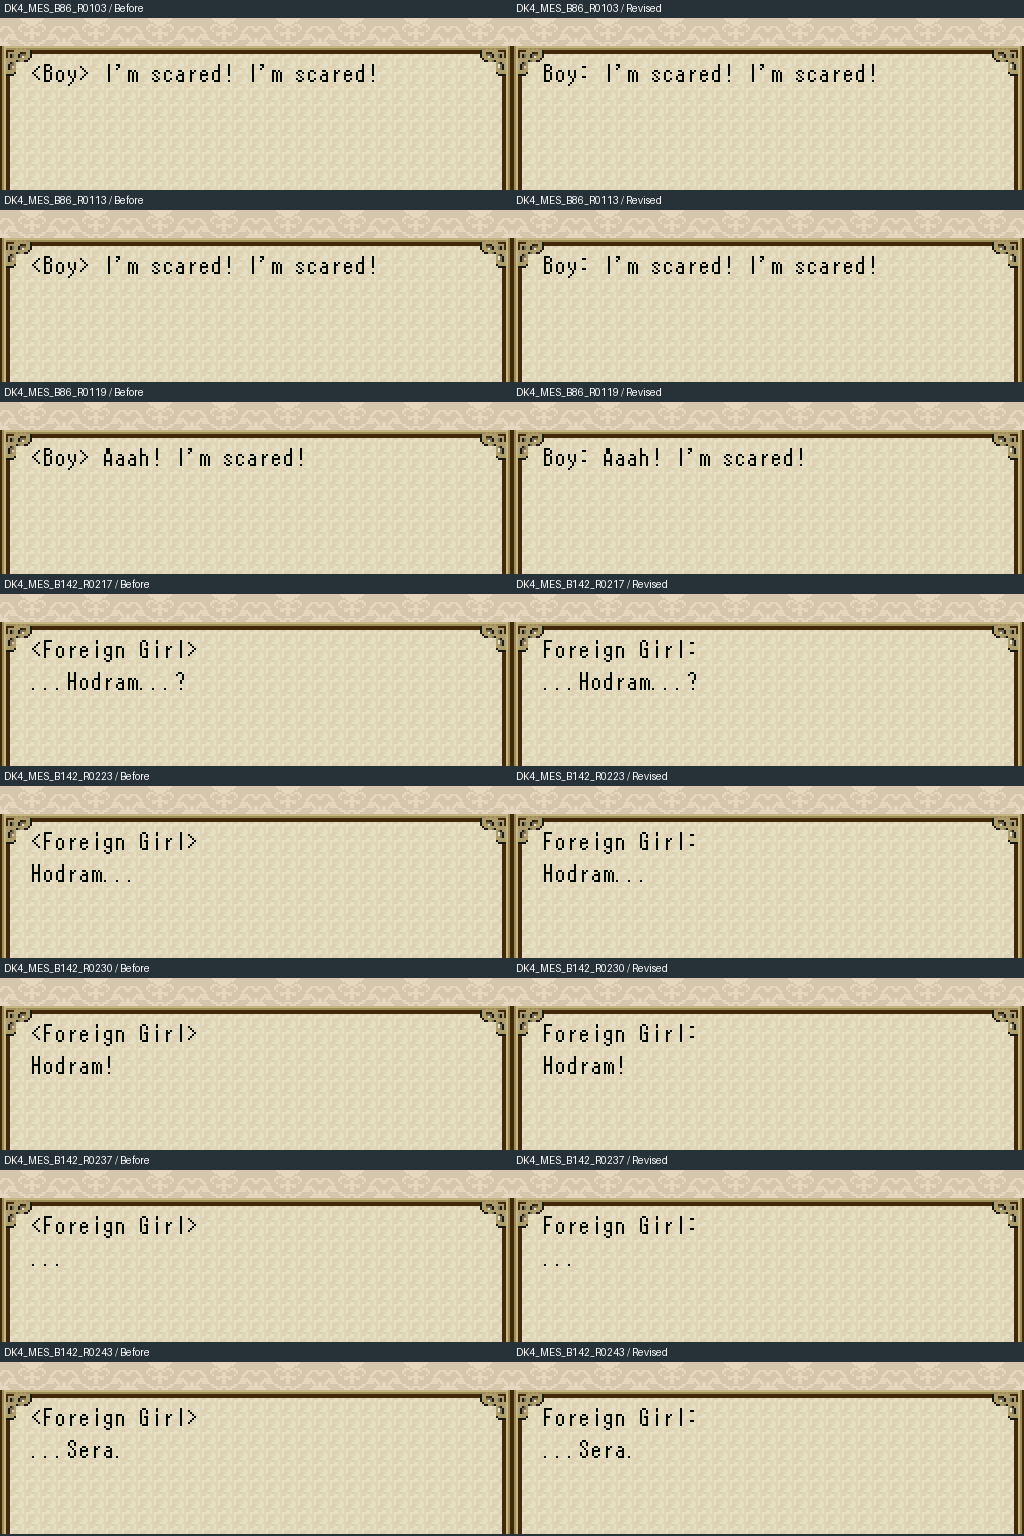 DK4_MES_B86_R0103 / Before
DK4_MES_B86_R0103 / Revised
<Boy> I'm scared! I'm scared!
Boy: I'm scared! I'm scared!
DK4_MES_B86_R0113 / Before
DK4_MES_B86_R0113 / Revised
<Boy> I'm scared! I'm scared!
Boy: I'm scared! I'm scared!
DK4_MES_B86_R0119 / Before
DK4_MES_B86_R0119 / Revised
<Boy> Aaah! I'm scared!
Boy: Aaah! I'm scared!
DK4_MES_B142_R0217 / Before
DK4_MES_B142_R0217 / Revised
<Foreign Girl>
...Hodram...?
Foreign Girl:
...Hodram...?
DK4_MES_B142_R0223 / Before
DK4_MES_B142_R0223 / Revised
<Foreign Girl>
Hodram...
Foreign Girl:
Hodram...
DK4_MES_B142_R0230 / Before
DK4_MES_B142_R0230 / Revised
<Foreign Girl>
Hodram!
Foreign Girl:
Hodram!
DK4_MES_B142_R0237 / Before
DK4_MES_B142_R0237 / Revised
<Foreign Girl>
...
Foreign Girl:
...
DK4_MES_B142_R0243 / Before
DK4_MES_B142_R0243 / Revised
<Foreign Girl>
...Sera.
Foreign Girl:
...Sera.